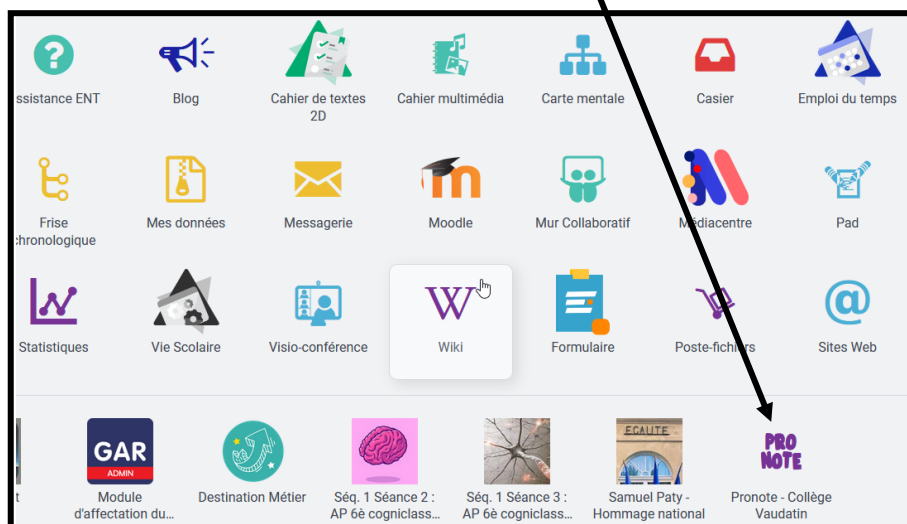 ssistance ENT
Blog
Cahier de textes
2D
Cahier multimédia
Carte mentale
Casier
Emploi du temps
Frise
chronologique
Mes données
Messagerie
Moodle
Mur Collaboratif
Médiacentre
Pad
Statistiques
Vie Scolaire
Visio-conférence
W
Wiki
Formulaire
Poste-fichiers
@
Sites Web
t
GAR
ADMIN
Module
d'affectation du...
Destination Métier
Séq. 1 Séance 2 :
AP 6è cogniclass...
Séq. 1 Séance 3 :
AP 6è cogniclass...
EGALITE
Samuel Paty -
Hommage national
PRO
NOTE
Pronote - Collège
Vaudatin